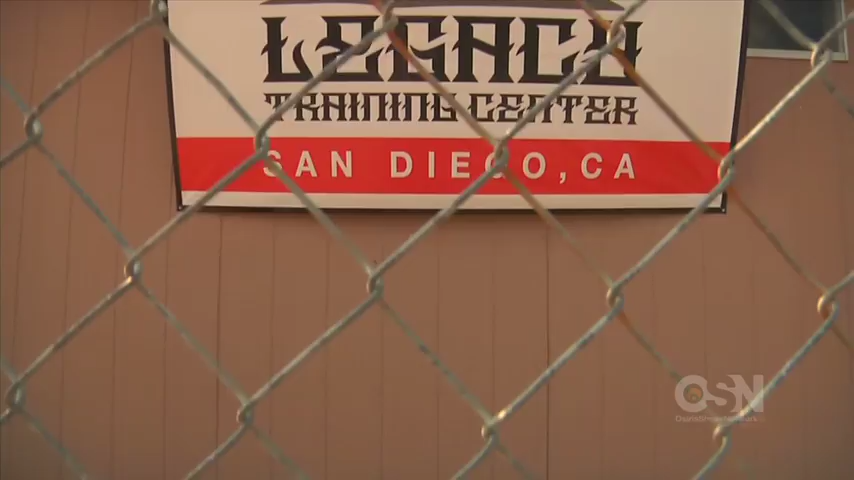 LEGACY
TRAINING CENTER
SAN DIEGO, CA
OSN